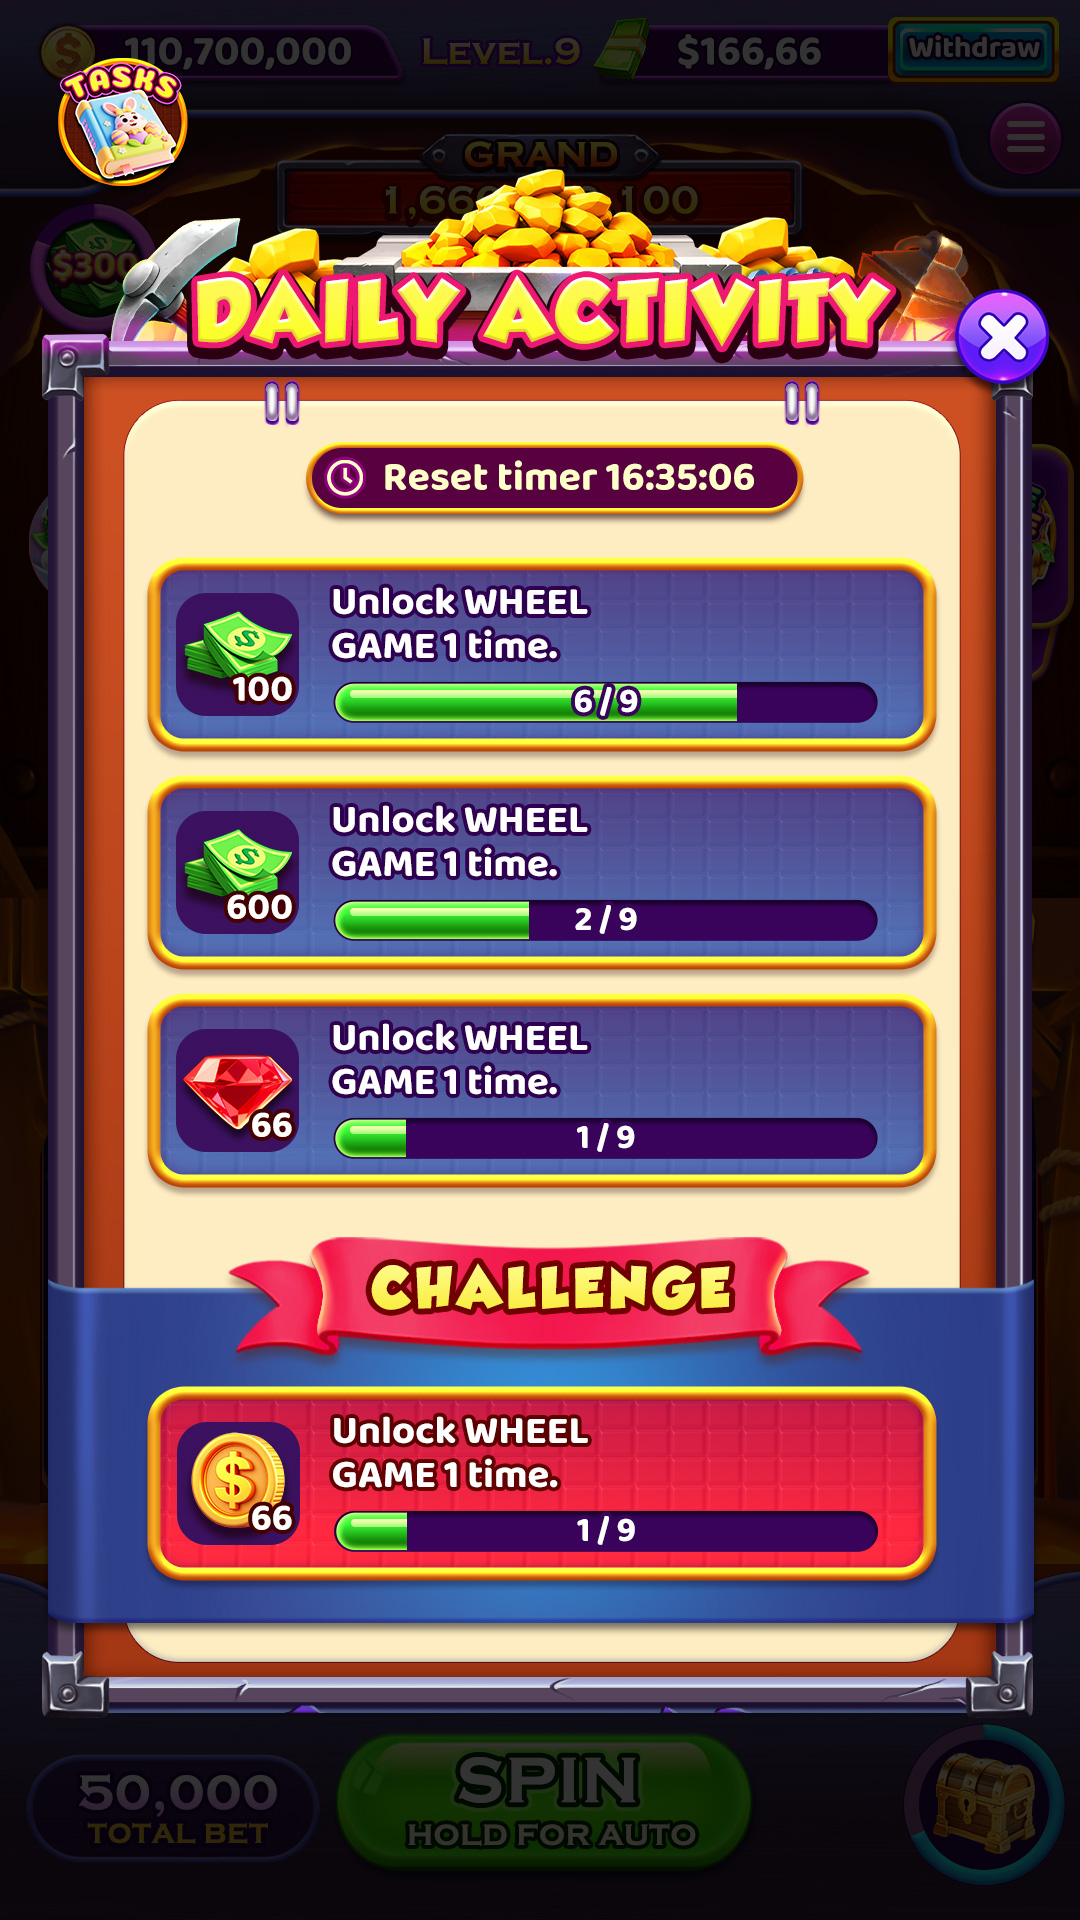 110,700,000
LEVEL.9
$166,66
Withdraw
TASKS
GRAND
$300
DAILY ACTIVITY
Reset timer 16:35:06
Unlock WHEEL
GAME 1 time.
100
6/9
Unlock WHEEL
GAME 1 time.
600
2/9
Unlock WHEEL
GAME 1 time.
66
1/9
CHALLENGE
Unlock WHEEL
GAME 1 time.
66
1/9
50,000
TOTAL BET
SPIN
HOLD FOR AUTO